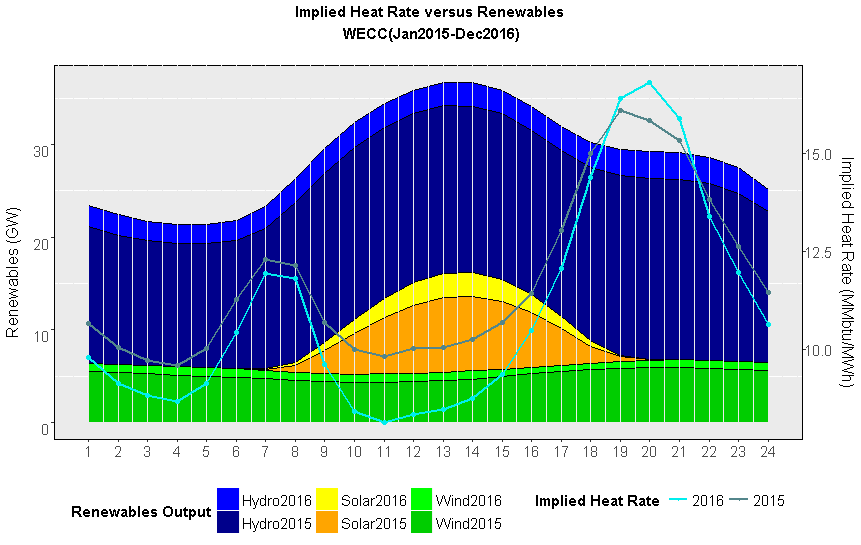 Implied Heat Rate versus Renewables
WECC(Jan2015-Dec2016)
Renewables (GW)
30
20
10
0
15.0
12.5
10.0
Implied Heat Rate (MMbtu/MWh)
1 2 3 4 5 6 7 8 9 10 11 12 13 14 15 16 17 18 19 20 21 22 23 24
Renewables Output
Hydro2016 Solar2016 Wind2016
Hydro2015 Solar2015 Wind2015
Implied Heat Rate 2016 2015